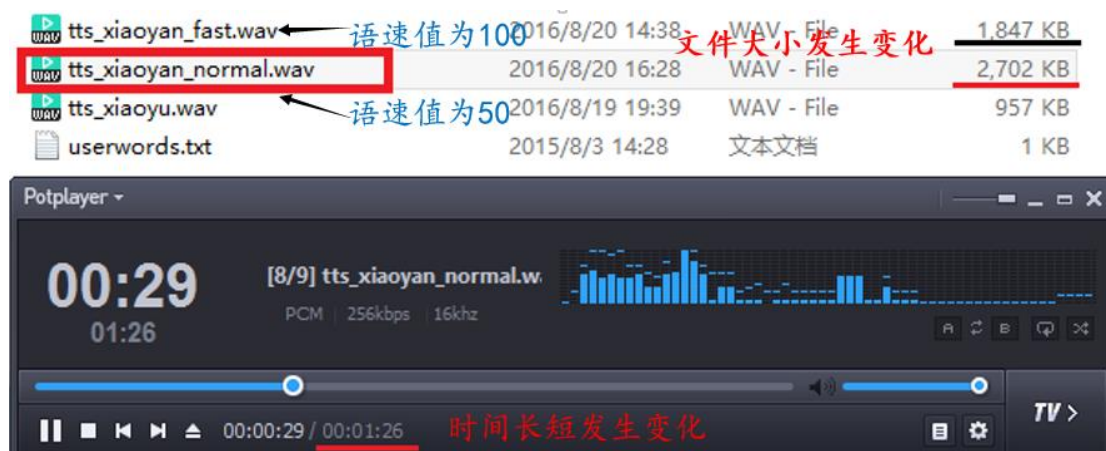 tts_xiaoyan_fast.wav 语速值为100 2016/8/20 14:38 WAV - File 文件大小发生变化 1,847 KB
tts_xiaoyan_normal.wav 2016/8/20 16:28 WAV - File 2,702 KB
tts_xiaoyu.wav 语速值为50 2016/8/19 19:39 WAV - File 957 KB
userwords.txt 2015/8/3 14:28 文本文档 1 KB
Potplayer
00:29 [8/9] tts_xiaoyan_normal.w
01:26 PCM 256kbps 16khz
A B
00:00:29 / 00:01:26 时间长短发生变化
TV >